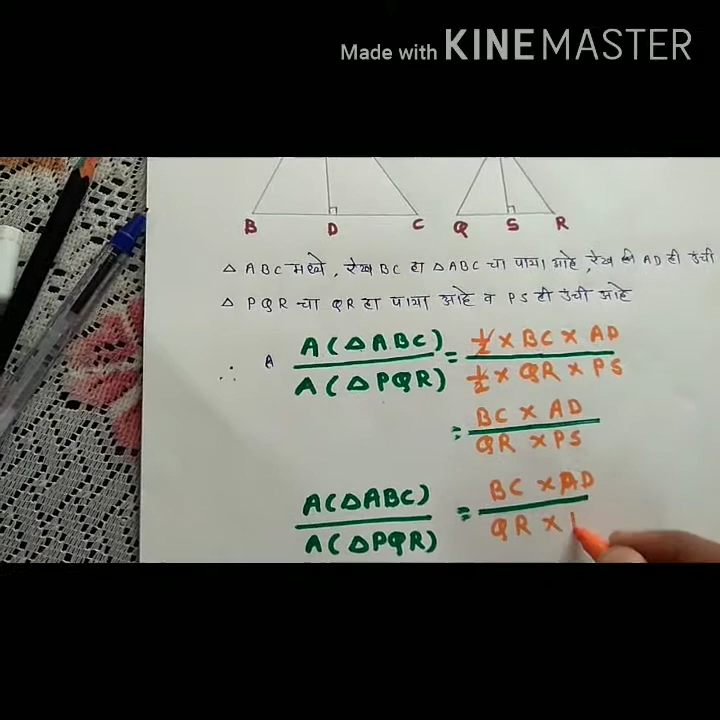 Made with KINEMASTER
B D C Q S R
△ ABC मध्ये, रेख BC हा △ABC चा पाया आहे, रेख AD ही उंची
△ PQR चा QR हा पाया आहे व PS ही उंची आहे
∴ A A(△ABC) / A(△PQR) = ½ × BC × AD / ½ × QR × PS
= BC × AD / QR × PS
A(△ABC) / A(△PQR) = BC × AD / QR ×